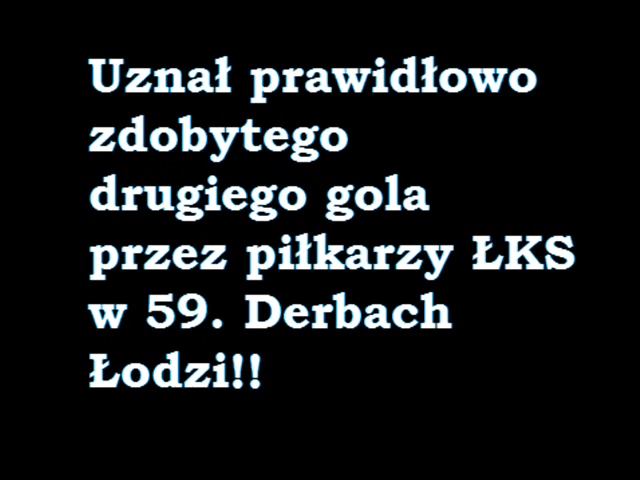 Uznał prawidłowo
zdobytego
drugiego gola
przez piłkarzy ŁKS
w 59. Derbach
Łodzi!!